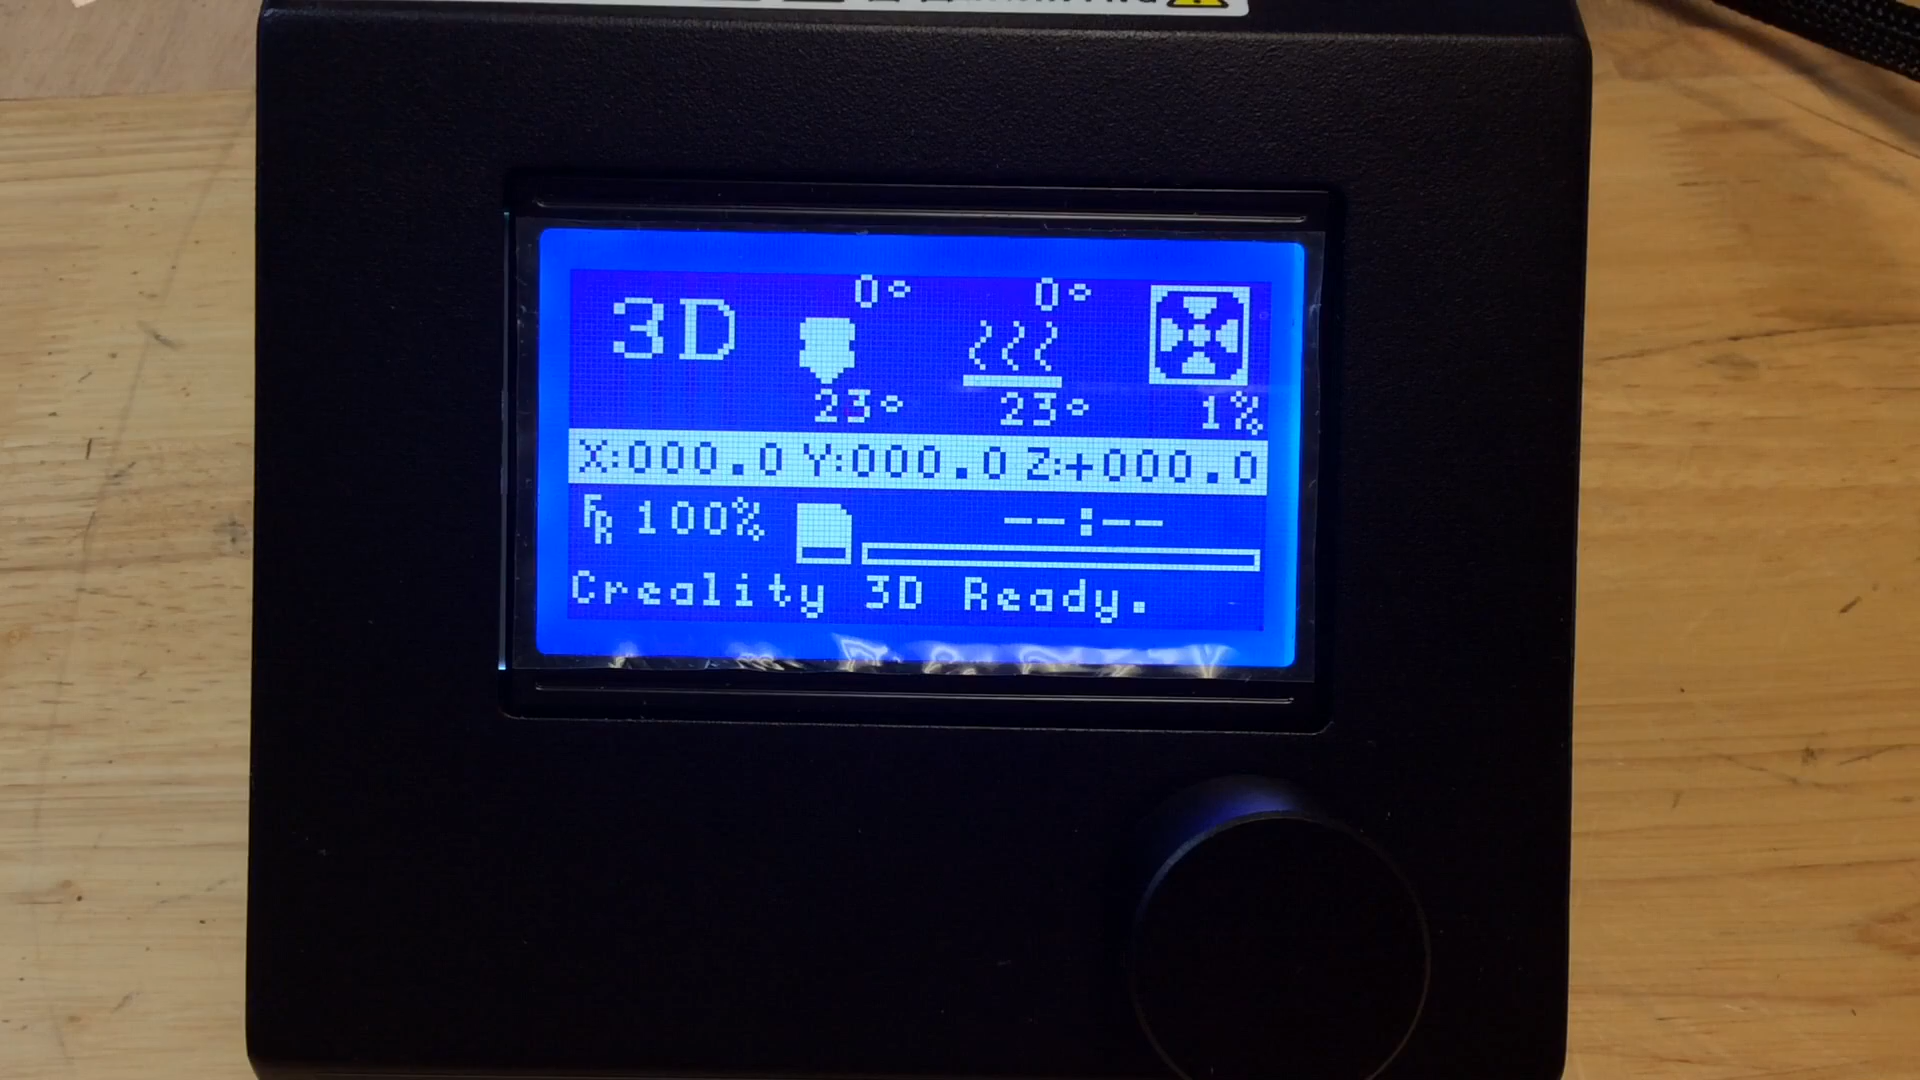 3D 0° 0°
23° 23° 1%
X:000.0 Y:000.0 Z:+000.0
FR 100% --:--
Creality 3D Ready.